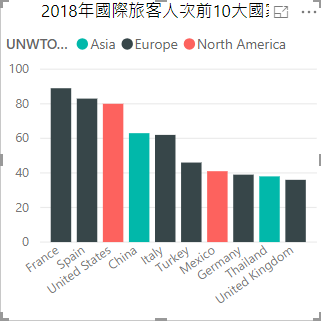 2018年國際旅客人次前10大國
UNWTO... Asia Europe North America
100
80
60
40
20
0
France
Spain
United States
China
Italy
Turkey
Mexico
Germany
Thailand
United Kingdom